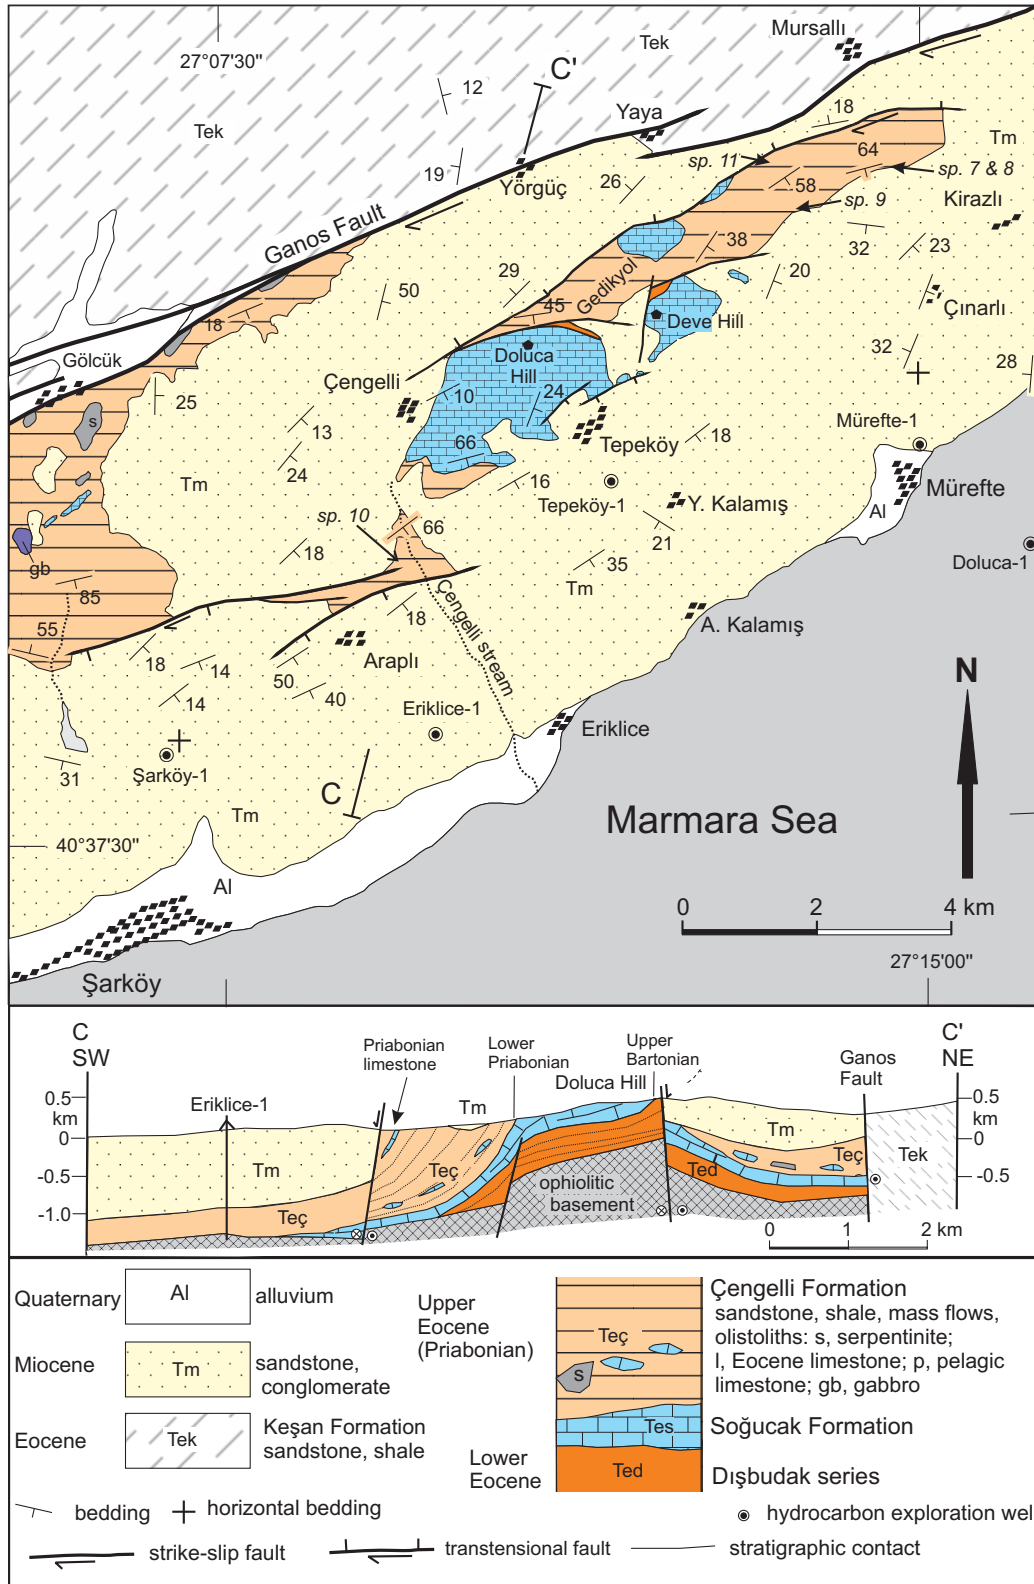 Mursallı
27°07'30"
Tek
C'
12
Yaya
18
Tek
Tm
sp. 11
64
19
26
58
sp. 7 & 8
Yörgüç
sp. 9
Kirazlı
Ganos Fault
38
32
23
29
20
50
Gedikyol
45
18
Çınarlı
Deve Hill
Gölcük
Doluca
Hill
32
28
Çengelli
10
24
25
s
13
Mürefte-1
18
66
Tepeköy
24
Tm
16
Mürefte
Tepeköy-1
Y. Kalamış
sp. 10
66
Al
18
21
gb
35
Doluca-1
Tm
85
Çengelli stream
18
55
A. Kalamış
18
14
Araplı
50
40
N
14
Eriklice-1
Eriklice
31
Şarköy-1
C
Tm
Marmara Sea
40°37'30"
Al
0 2 4 km
27°15'00"
Şarköy
C
SW
C'
NE
Priabonian
limestone
Lower
Priabonian
Upper
Bartonian
Ganos
Fault
Doluca Hill
0.5
km
0
-0.5
-1.0
Eriklice-1
Tm
0.5
km
0
-0.5
Tm
Tm
Teç
Teç
Tek
Ted
ophiolitic
basement
Teç
0 1 2 km
Quaternary Al alluvium
Miocene Tm sandstone,
conglomerate
Eocene Tek Keşan Formation
sandstone, shale
Upper
Eocene
(Priabonian)
Teç
s
Çengelli Formation
sandstone, shale, mass flows,
olistoliths: s, serpentinite;
l, Eocene limestone; p, pelagic
limestone; gb, gabbro
Tes Soğucak Formation
Lower
Eocene
Ted Dışbudak series
bedding horizontal bedding
hydrocarbon exploration wel
strike-slip fault transtensional fault stratigraphic contact